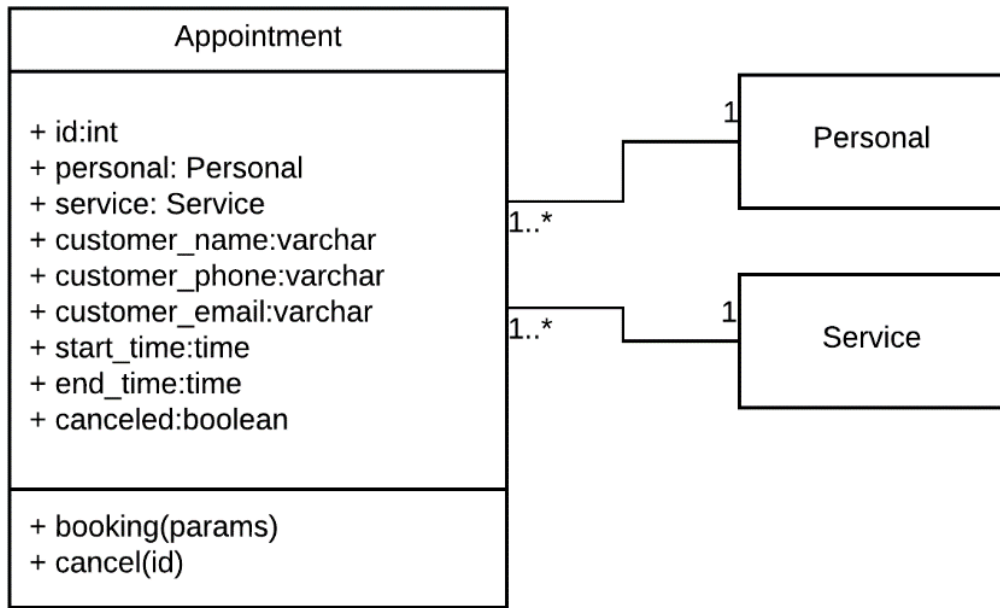 Appointment
+ id:int
+ personal: Personal
+ service: Service
+ customer_name:varchar
+ customer_phone:varchar
+ customer_email:varchar
+ start_time:time
+ end_time:time
+ canceled:boolean
+ booking(params)
+ cancel(id)
1..*
1
Personal
1..*
1
Service